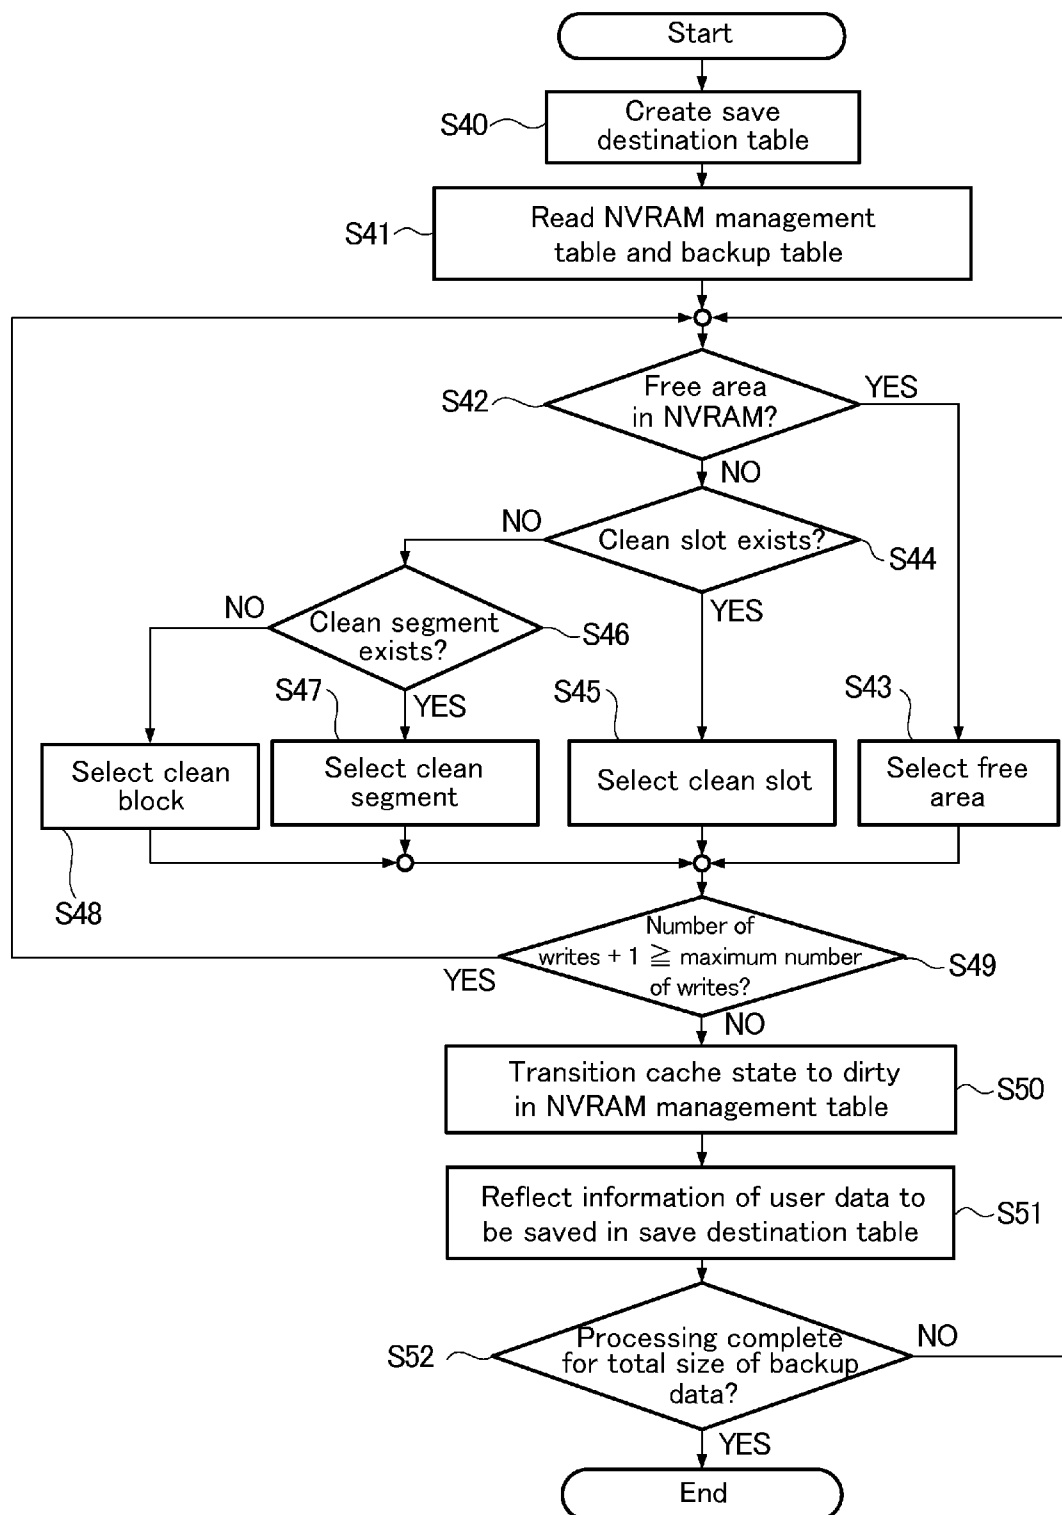 Start
S40
Create save
destination table
S41
Read NVRAM management
table and backup table
S42
Free area
in NVRAM?
YES
NO
NO
Clean slot exists?
S44
YES
NO
Clean segment
exists?
S46
S47
YES
S45
S43
Select clean
block
Select clean
segment
Select clean slot
Select free
area
S48
Number of
writes + 1 ≧ maximum number
of writes?
S49
YES
NO
Transition cache state to dirty
in NVRAM management table
S50
Reflect information of user data to
be saved in save destination table
S51
S52
Processing complete
for total size of backup
data?
NO
YES
End